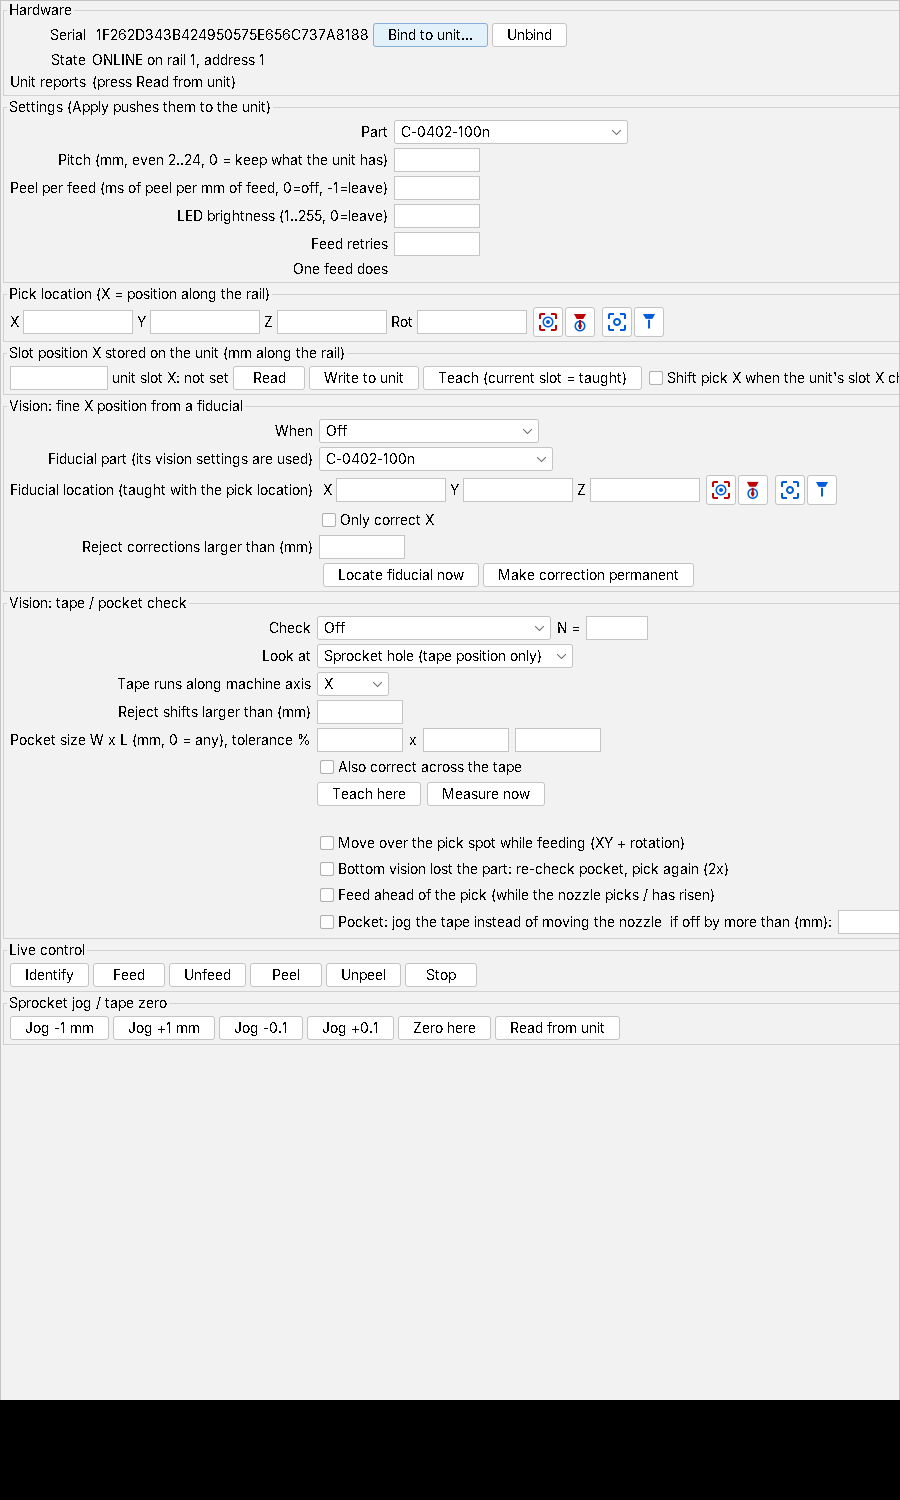 Hardware
Serial 1F262D343B424950575E656C737A8188 Bind to unit... Unbind
State ONLINE on rail 1, address 1
Unit reports (press Read from unit)
Settings (Apply pushes them to the unit)
Part C-0402-100n
Pitch (mm, even 2..24, 0 = keep what the unit has)
Peel per feed (ms of peel per mm of feed, 0=off, -1=leave)
LED brightness (1..255, 0=leave)
Feed retries
One feed does
Pick location (X = position along the rail)
X Y Z Rot
Slot position X stored on the unit (mm along the rail)
unit slot X: not set Read Write to unit Teach (current slot = taught) Shift pick X when the unit's slot X
Vision: fine X position from a fiducial
When Off
Fiducial part (its vision settings are used) C-0402-100n
Fiducial location (taught with the pick location) X Y Z
Only correct X
Reject corrections larger than (mm)
Locate fiducial now Make correction permanent
Vision: tape / pocket check
Check Off N =
Look at Sprocket hole (tape position only)
Tape runs along machine axis X
Reject shifts larger than (mm)
Pocket size W x L (mm, 0 = any), tolerance % x
Also correct across the tape
Teach here Measure now
Move over the pick spot while feeding (XY + rotation)
Bottom vision lost the part: re-check pocket, pick again (2x)
Feed ahead of the pick (while the nozzle picks / has risen)
Pocket: jog the tape instead of moving the nozzle if off by more than (mm):
Live control
Identify Feed Unfeed Peel Unpeel Stop
Sprocket jog / tape zero
Jog -1 mm Jog +1 mm Jog -0.1 Jog +0.1 Zero here Read from unit